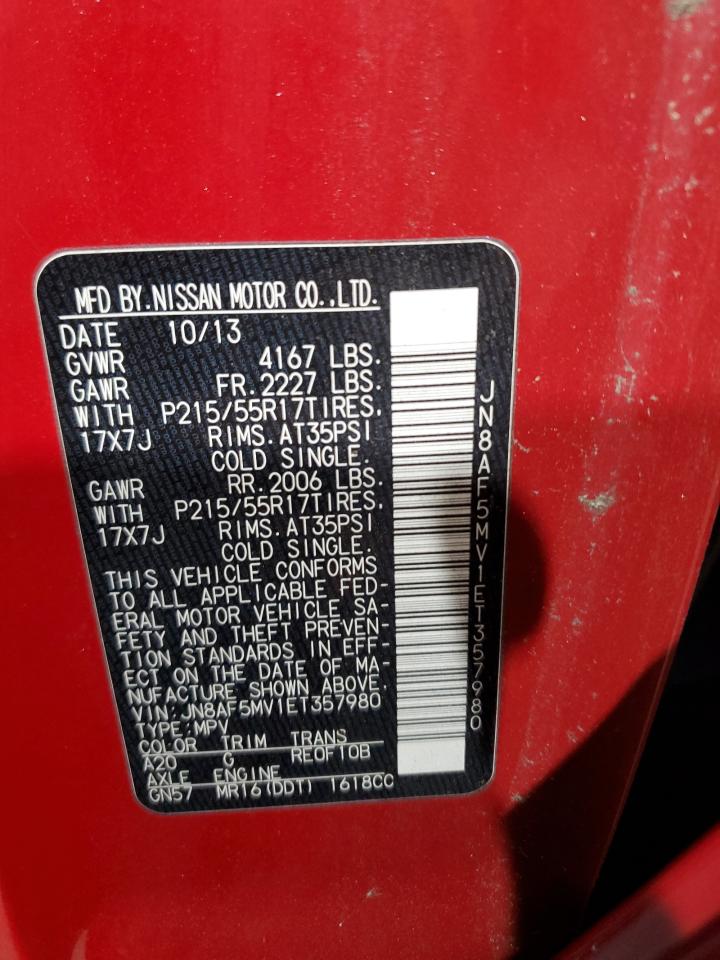 MFD BY.NISSAN MOTOR CO.,LTD.
DATE 10/13
GVWR 4167 LBS.
GAWR FR.2227 LBS.
WITH P215/55R17TIRES,
17X7J RIMS.AT35PSI
COLD SINGLE.
GAWR RR.2006 LBS.
WITH P215/55R17TIRES,
17X7J RIMS.AT35PSI
COLD SINGLE.
THIS VEHICLE CONFORMS
TO ALL APPLICABLE FED-
ERAL MOTOR VEHICLE SA-
FETY AND THEFT PREVEN-
TION STANDARDS IN EFF-
ECT ON THE DATE OF MA-
NUFACTURE SHOWN ABOVE.
VIN:JN8AF5MV1ET357980
TYPE:MPV
COLOR TRIM TRANS
A20 G RE0F10B
AXLE ENGINE
GN57 MR16(DDT) 1618CC
JN8AF5MV1ET357980